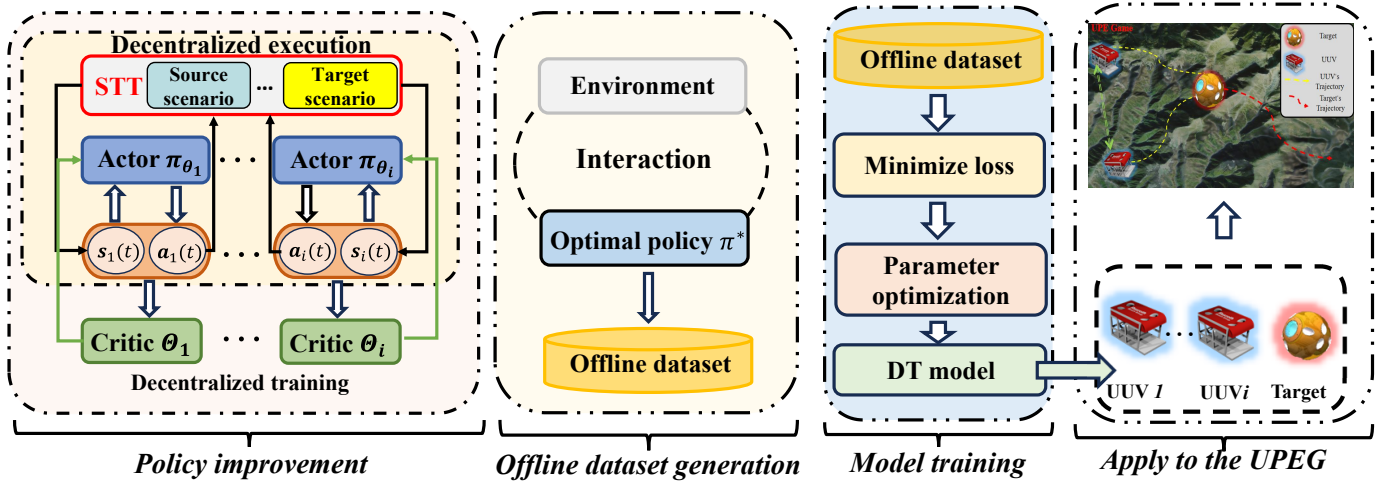 Decentralized execution
STT
Source
scenario
...
Target
scenario
Actor π_θ₁
...
Actor π_θᵢ
s₁(t)
a₁(t)
...
aᵢ(t)
sᵢ(t)
Critic Θ₁
...
Critic Θᵢ
Decentralized training
Policy improvement
Environment
Interaction
Optimal policy π*
Offline dataset
Offline dataset generation
Offline dataset
Minimize loss
Parameter
optimization
DT model
Model training
UPE Game
Target
UUV
UUV's
Trajectory
Target's
Trajectory
...
UUV 1
UUVi
Target
Apply to the UPEG